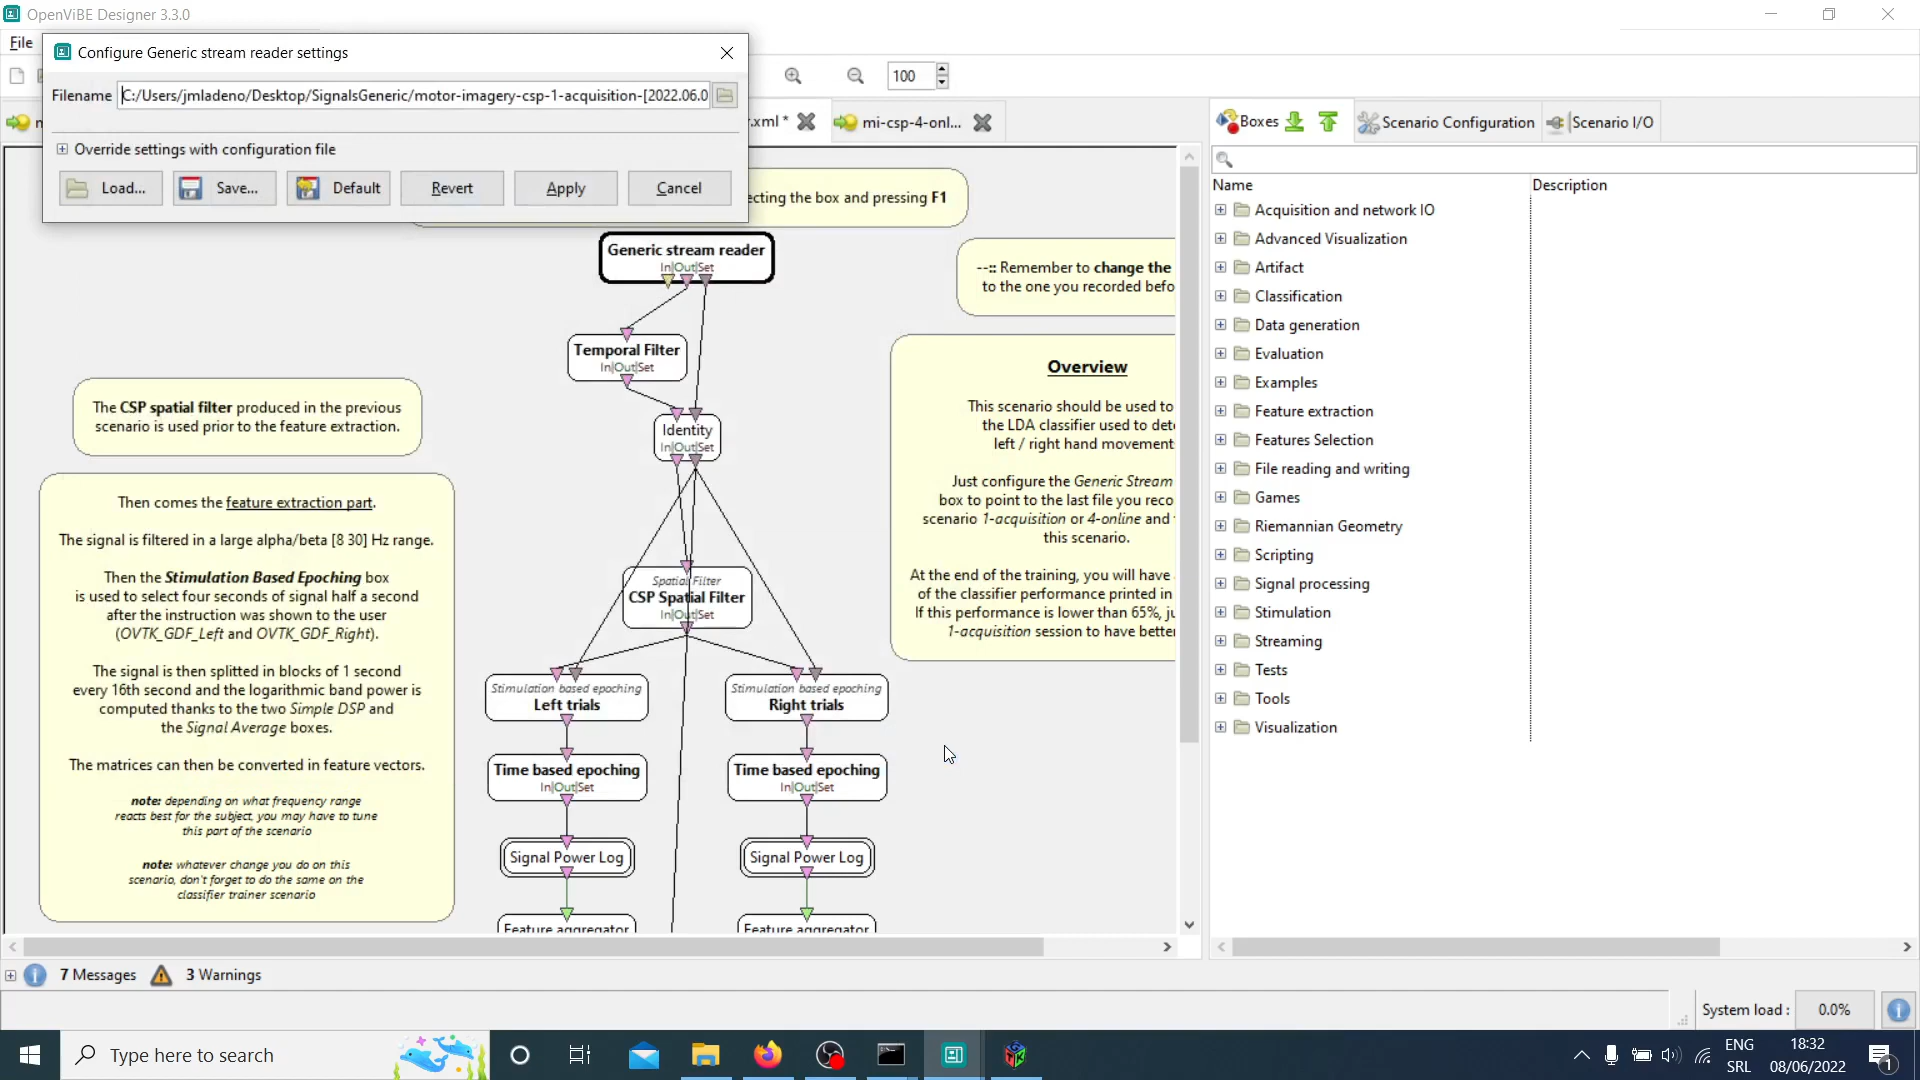 OpenViBE Designer 3.3.0
File
Configure Generic stream reader settings
Filename C:/Users/jmladeno/Desktop/SignalsGeneric/motor-imagery-csp-1-acquisition-[2022.06.0
Override settings with configuration file
Load... Save... Default Revert Apply Cancel
100
.xml * mi-csp-4-onl...
ecting the box and pressing F1
Generic stream reader
In|Out|Set
--:: Remember to change the
to the one you recorded befo
Temporal Filter
In|Out|Set
Identity
In|Out|Set
The CSP spatial filter produced in the previous
scenario is used prior to the feature extraction.
Overview
This scenario should be used to
the LDA classifier used to det
left / right hand movement
Just configure the Generic Stream
box to point to the last file you reco
scenario 1-acquisition or 4-online and
this scenario.
At the end of the training, you will have
of the classifier performance printed in
If this performance is lower than 65%, ju
1-acquisition session to have better
Then comes the feature extraction part.
The signal is filtered in a large alpha/beta [8 30] Hz range.
Then the Stimulation Based Epoching box
is used to select four seconds of signal half a second
after the instruction was shown to the user
(OVTK_GDF_Left and OVTK_GDF_Right).
The signal is then splitted in blocks of 1 second
every 16th second and the logarithmic band power is
computed thanks to the two Simple DSP and
the Signal Average boxes.
The matrices can then be converted in feature vectors.
note: depending on what frequency range
reacts best for the subject, you may have to tune
this part of the scenario
note: whatever change you do on this
scenario, don't forget to do the same on the
classifier trainer scenario
Spatial Filter
CSP Spatial Filter
In|Out|Set
Stimulation based epoching
Left trials
Stimulation based epoching
Right trials
Time based epoching
In|Out|Set
Time based epoching
In|Out|Set
Signal Power Log
Signal Power Log
Feature aggregator
Feature aggregator
Boxes Scenario Configuration Scenario I/O
Name Description
Acquisition and network IO
Advanced Visualization
Artifact
Classification
Data generation
Evaluation
Examples
Feature extraction
Features Selection
File reading and writing
Games
Riemannian Geometry
Scripting
Signal processing
Stimulation
Streaming
Tests
Tools
Visualization
7 Messages 3 Warnings
System load : 0.0%
Type here to search
ENG
SRL
18:32
08/06/2022
1